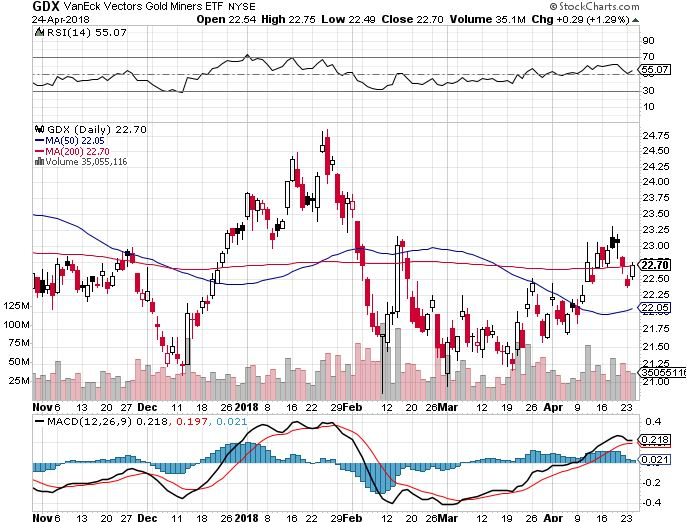 GDX VanEck Vectors Gold Miners ETF NYSE © StockCharts.com
24-Apr-2018 Open 22.54 High 22.75 Low 22.49 Close 22.70 Volume 35.1M Chg +0.29 (+1.29%)
RSI(14) 55.07
90
70
55.07
30
10
GDX (Daily) 22.70
MA(50) 22.05
MA(200) 22.70
Volume 35,055,116
24.75
24.50
24.25
24.00
23.75
23.50
23.25
23.00
22.70
22.50
22.25
22.05
21.75
21.50
21.25
35055116
21.00
125M
100M
75M
50M
25M
Nov 6 13 20 27 Dec 11 18 26 2018 8 16 22 29 Feb 12 20 26 Mar 12 19 26 Apr 9 16 23
MACD(12,26,9) 0.218, 0.197, 0.021
0.4
0.218
0.021
-0.2
-0.4
Nov 6 13 20 27 Dec 11 18 26 2018 8 16 22 29 Feb 12 20 26 Mar 12 19 26 Apr 9 16 23